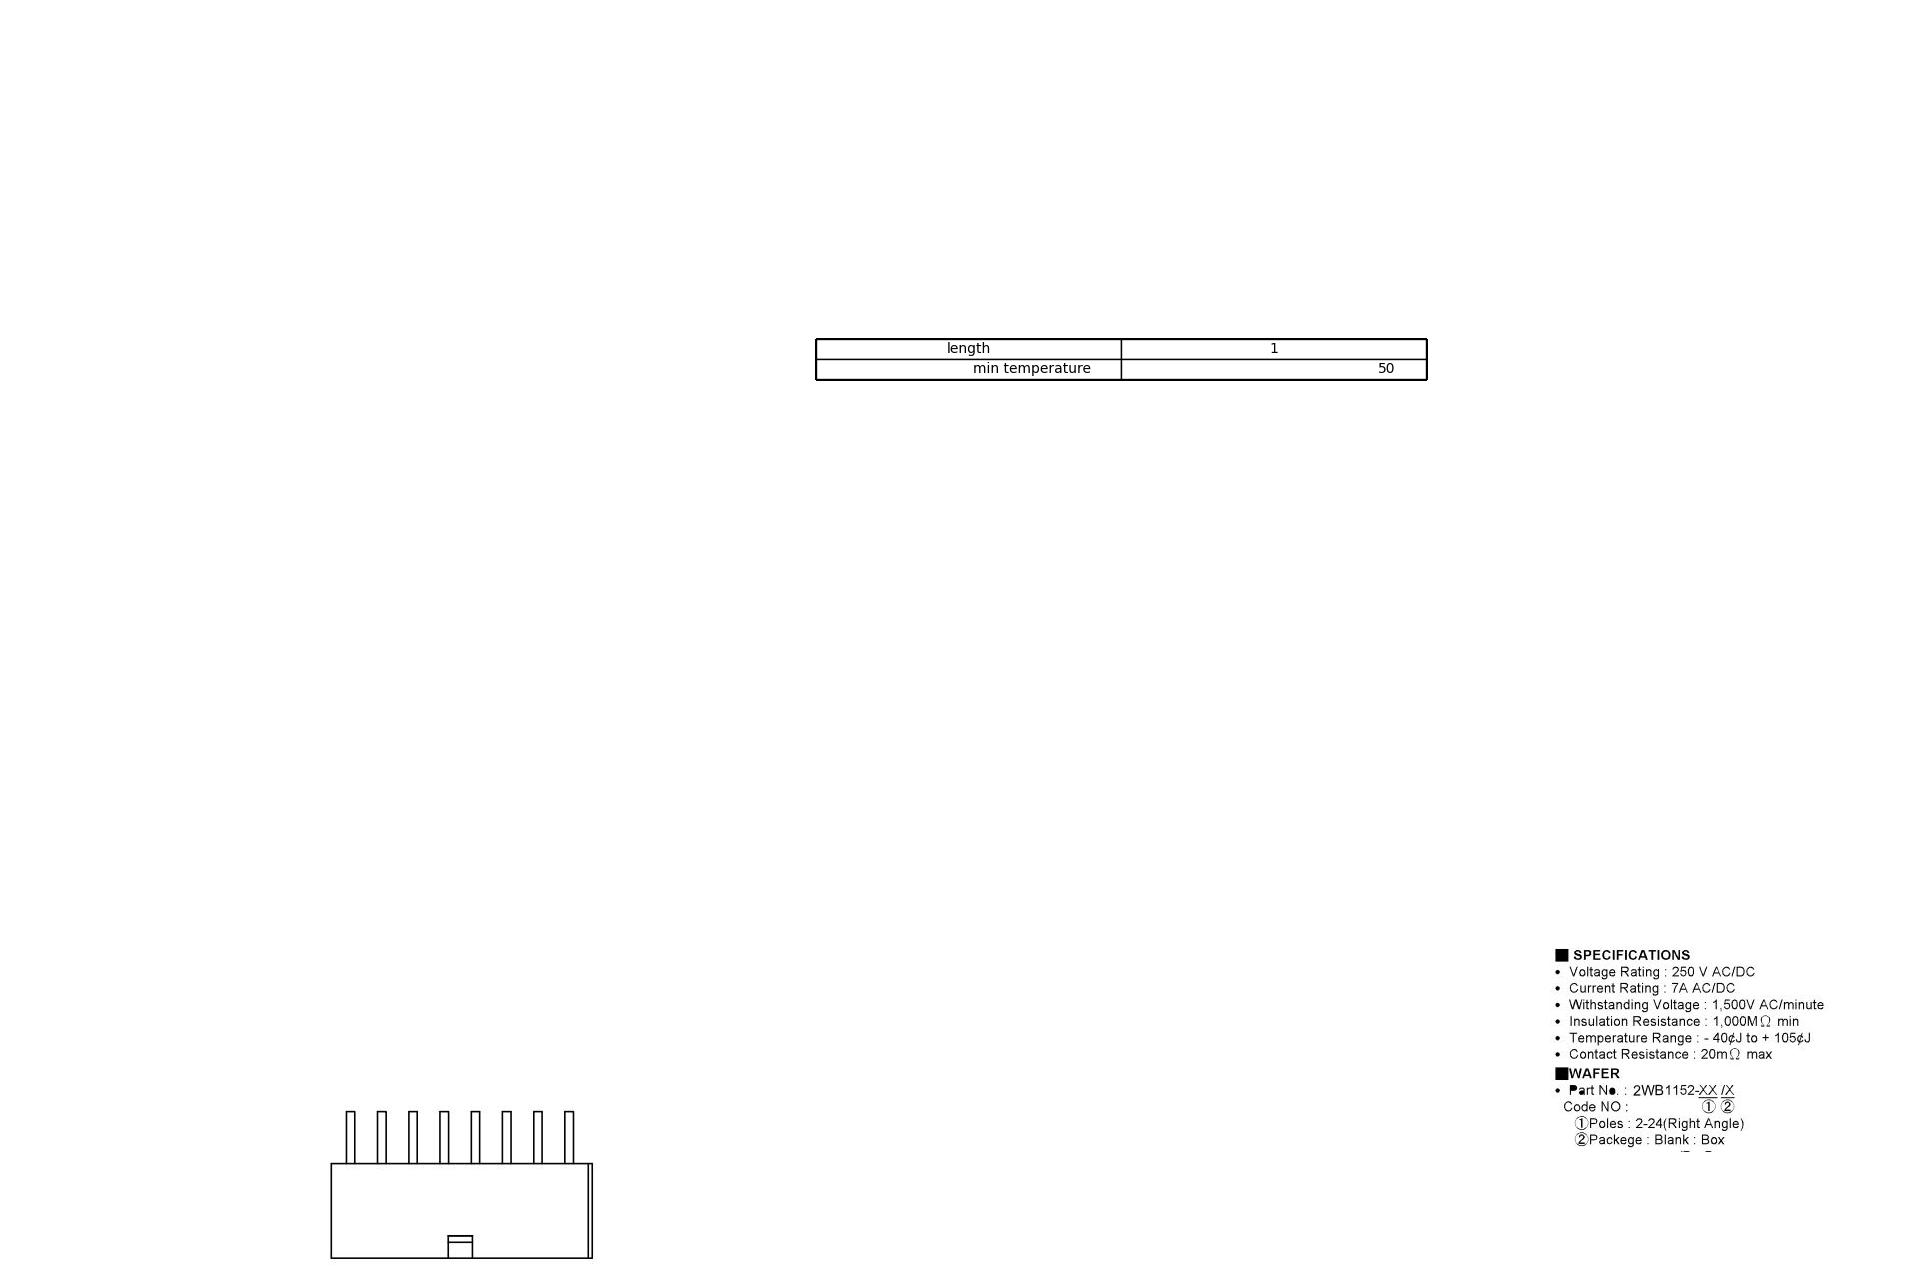 length 1
min temperature 50
■ SPECIFICATIONS
• Voltage Rating : 250 V AC/DC
• Current Rating : 7A AC/DC
• Withstanding Voltage : 1,500V AC/minute
• Insulation Resistance : 1,000MΩ min
• Temperature Range : - 40¢J to + 105¢J
• Contact Resistance : 20mΩ max
■WAFER
• Part No. : 2WB1152-XX /X
Code NO : ① ②
①Poles : 2-24(Right Angle)
②Packege : Blank : Box